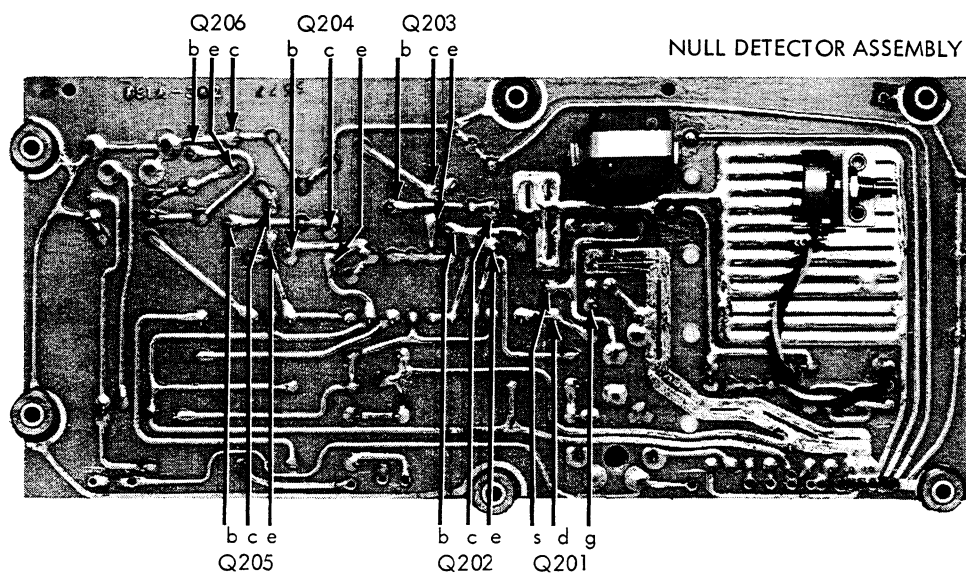 Q206 Q204 Q203
b e c b c e b c e
NULL DETECTOR ASSEMBLY
b c e b c e s d g
Q205 Q202 Q201